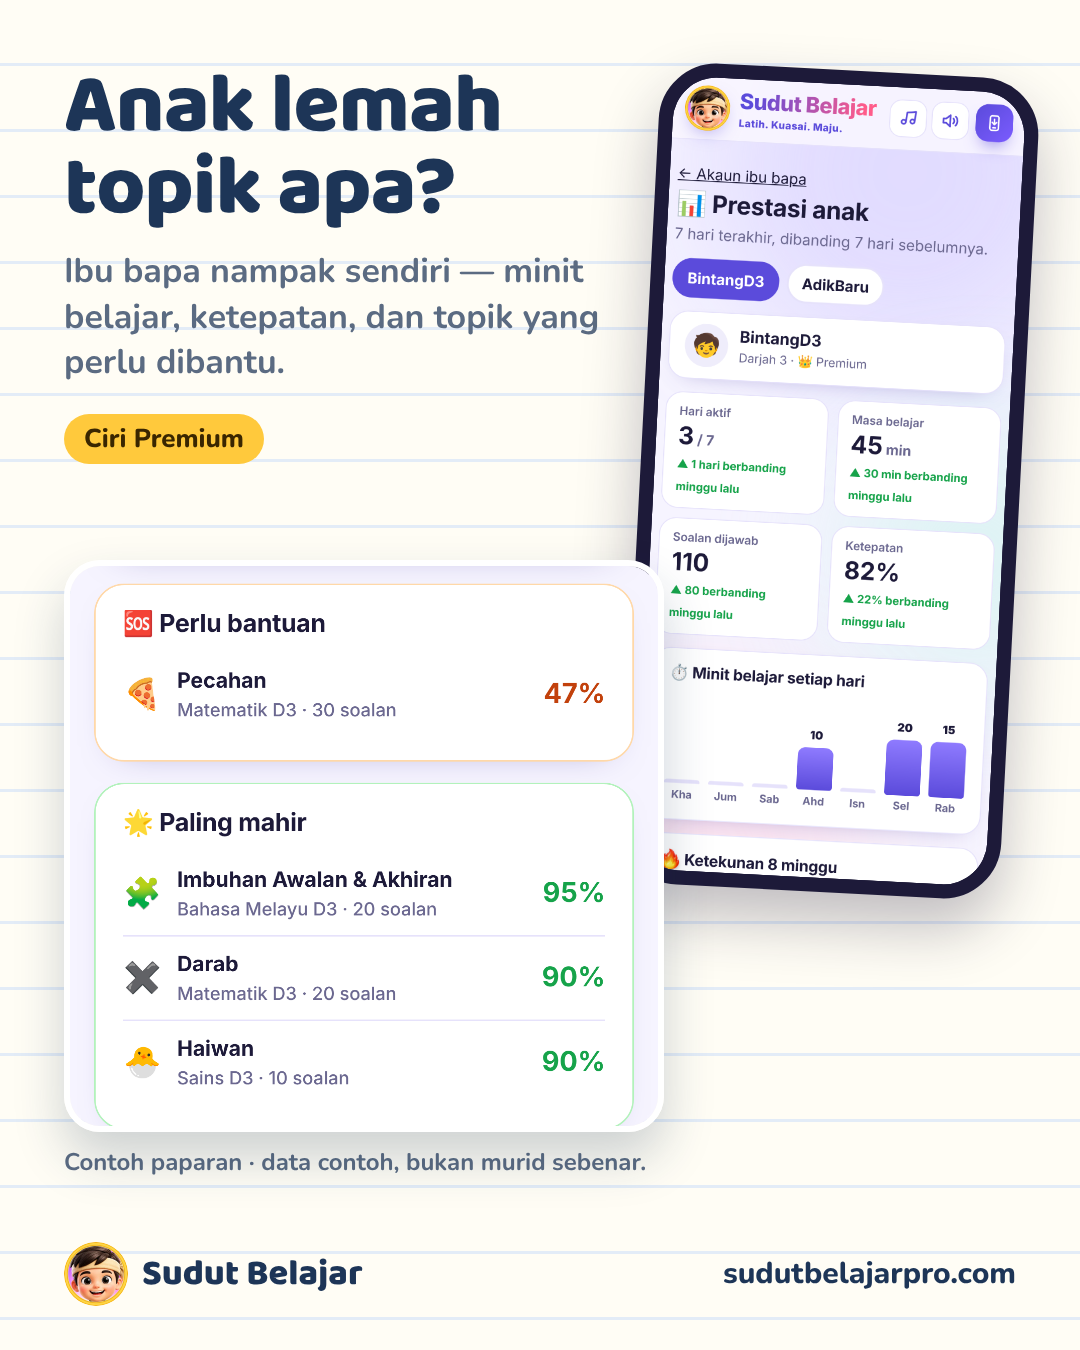 Anak lemah
topik apa?
Ibu bapa nampak sendiri — minit
belajar, ketepatan, dan topik yang
perlu dibantu.
Ciri Premium
Sudut Belajar
Latih. Kuasai. Maju.
← Akaun ibu bapa
📊 Prestasi anak
7 hari terakhir, dibanding 7 hari sebelumnya.
BintangD3
AdikBaru
BintangD3
Darjah 3 · 👑 Premium
Hari aktif
3 / 7
▲ 1 hari berbanding
minggu lalu
Masa belajar
45 min
▲ 30 min berbanding
minggu lalu
Soalan dijawab
110
▲ 80 berbanding
minggu lalu
Ketepatan
82%
▲ 22% berbanding
minggu lalu
⏱️ Minit belajar setiap hari
10 20 15
Kha Jum Sab Ahd Isn Sel Rab
🔥 Ketekunan 8 minggu
🆘 Perlu bantuan
Pecahan
Matematik D3 · 30 soalan
47%
🌟 Paling mahir
Imbuhan Awalan & Akhiran
Bahasa Melayu D3 · 20 soalan
95%
Darab
Matematik D3 · 20 soalan
90%
Haiwan
Sains D3 · 10 soalan
90%
Contoh paparan · data contoh, bukan murid sebenar.
Sudut Belajar
sudutbelajarpro.com